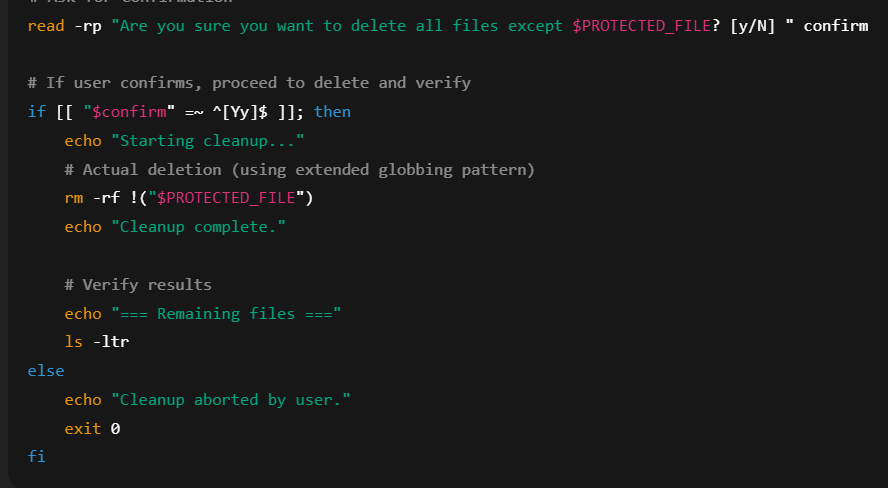 # Ask for confirmation
read -rp "Are you sure you want to delete all files except $PROTECTED_FILE? [y/N] " confirm
# If user confirms, proceed to delete and verify
if [[ "$confirm" =~ ^[Yy]$ ]]; then
    echo "Starting cleanup..."
    # Actual deletion (using extended globbing pattern)
    rm -rf !("$PROTECTED_FILE")
    echo "Cleanup complete."
    # Verify results
    echo "=== Remaining files ==="
    ls -ltr
else
    echo "Cleanup aborted by user."
    exit 0
fi